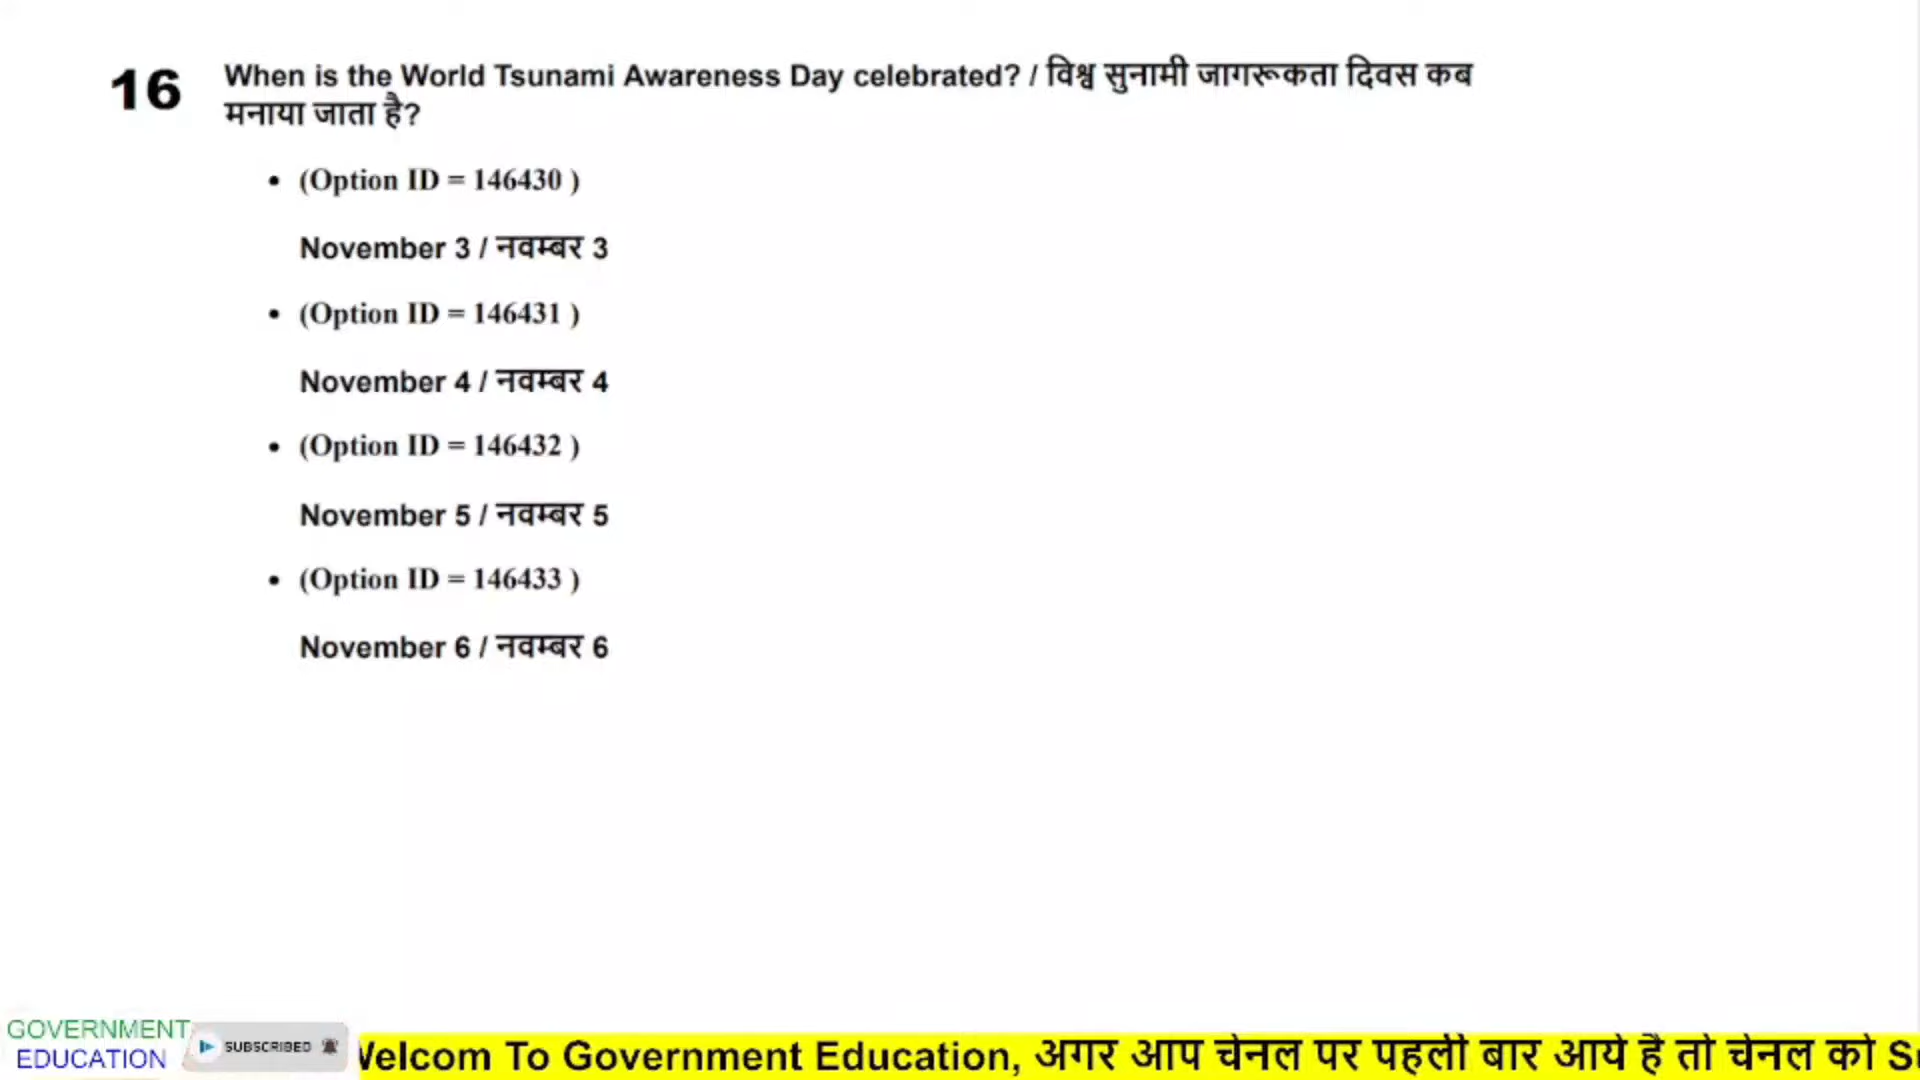 16 When is the World Tsunami Awareness Day celebrated? / विश्व सुनामी जागरूकता दिवस कब
मनाया जाता है?
• (Option ID = 146430 )
November 3 / नवम्बर 3
• (Option ID = 146431 )
November 4 / नवम्बर 4
• (Option ID = 146432 )
November 5 / नवम्बर 5
• (Option ID = 146433 )
November 6 / नवम्बर 6
GOVERNMENT
EDUCATION
SUBSCRIBED
To Government Education, अगर आप चेनल पर पहली बार आये हैं तो चेनल को